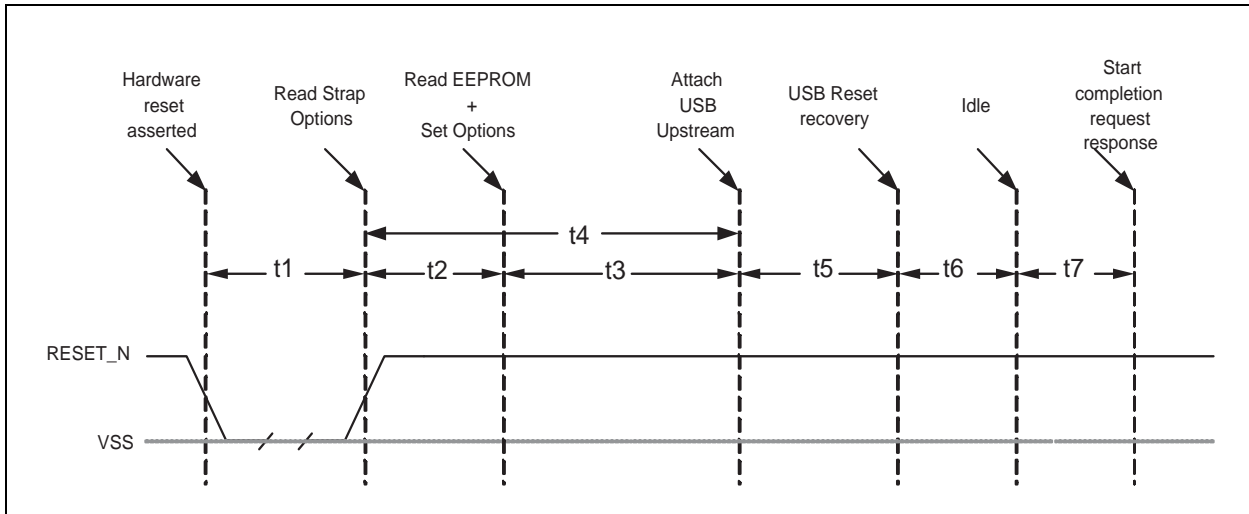 Hardware
reset
asserted
Read Strap
Options
Read EEPROM
+
Set Options
Attach
USB
Upstream
USB Reset
recovery
Idle
Start
completion
request
response
t4
t1
t2
t3
t5
t6
t7
RESET_N
VSS